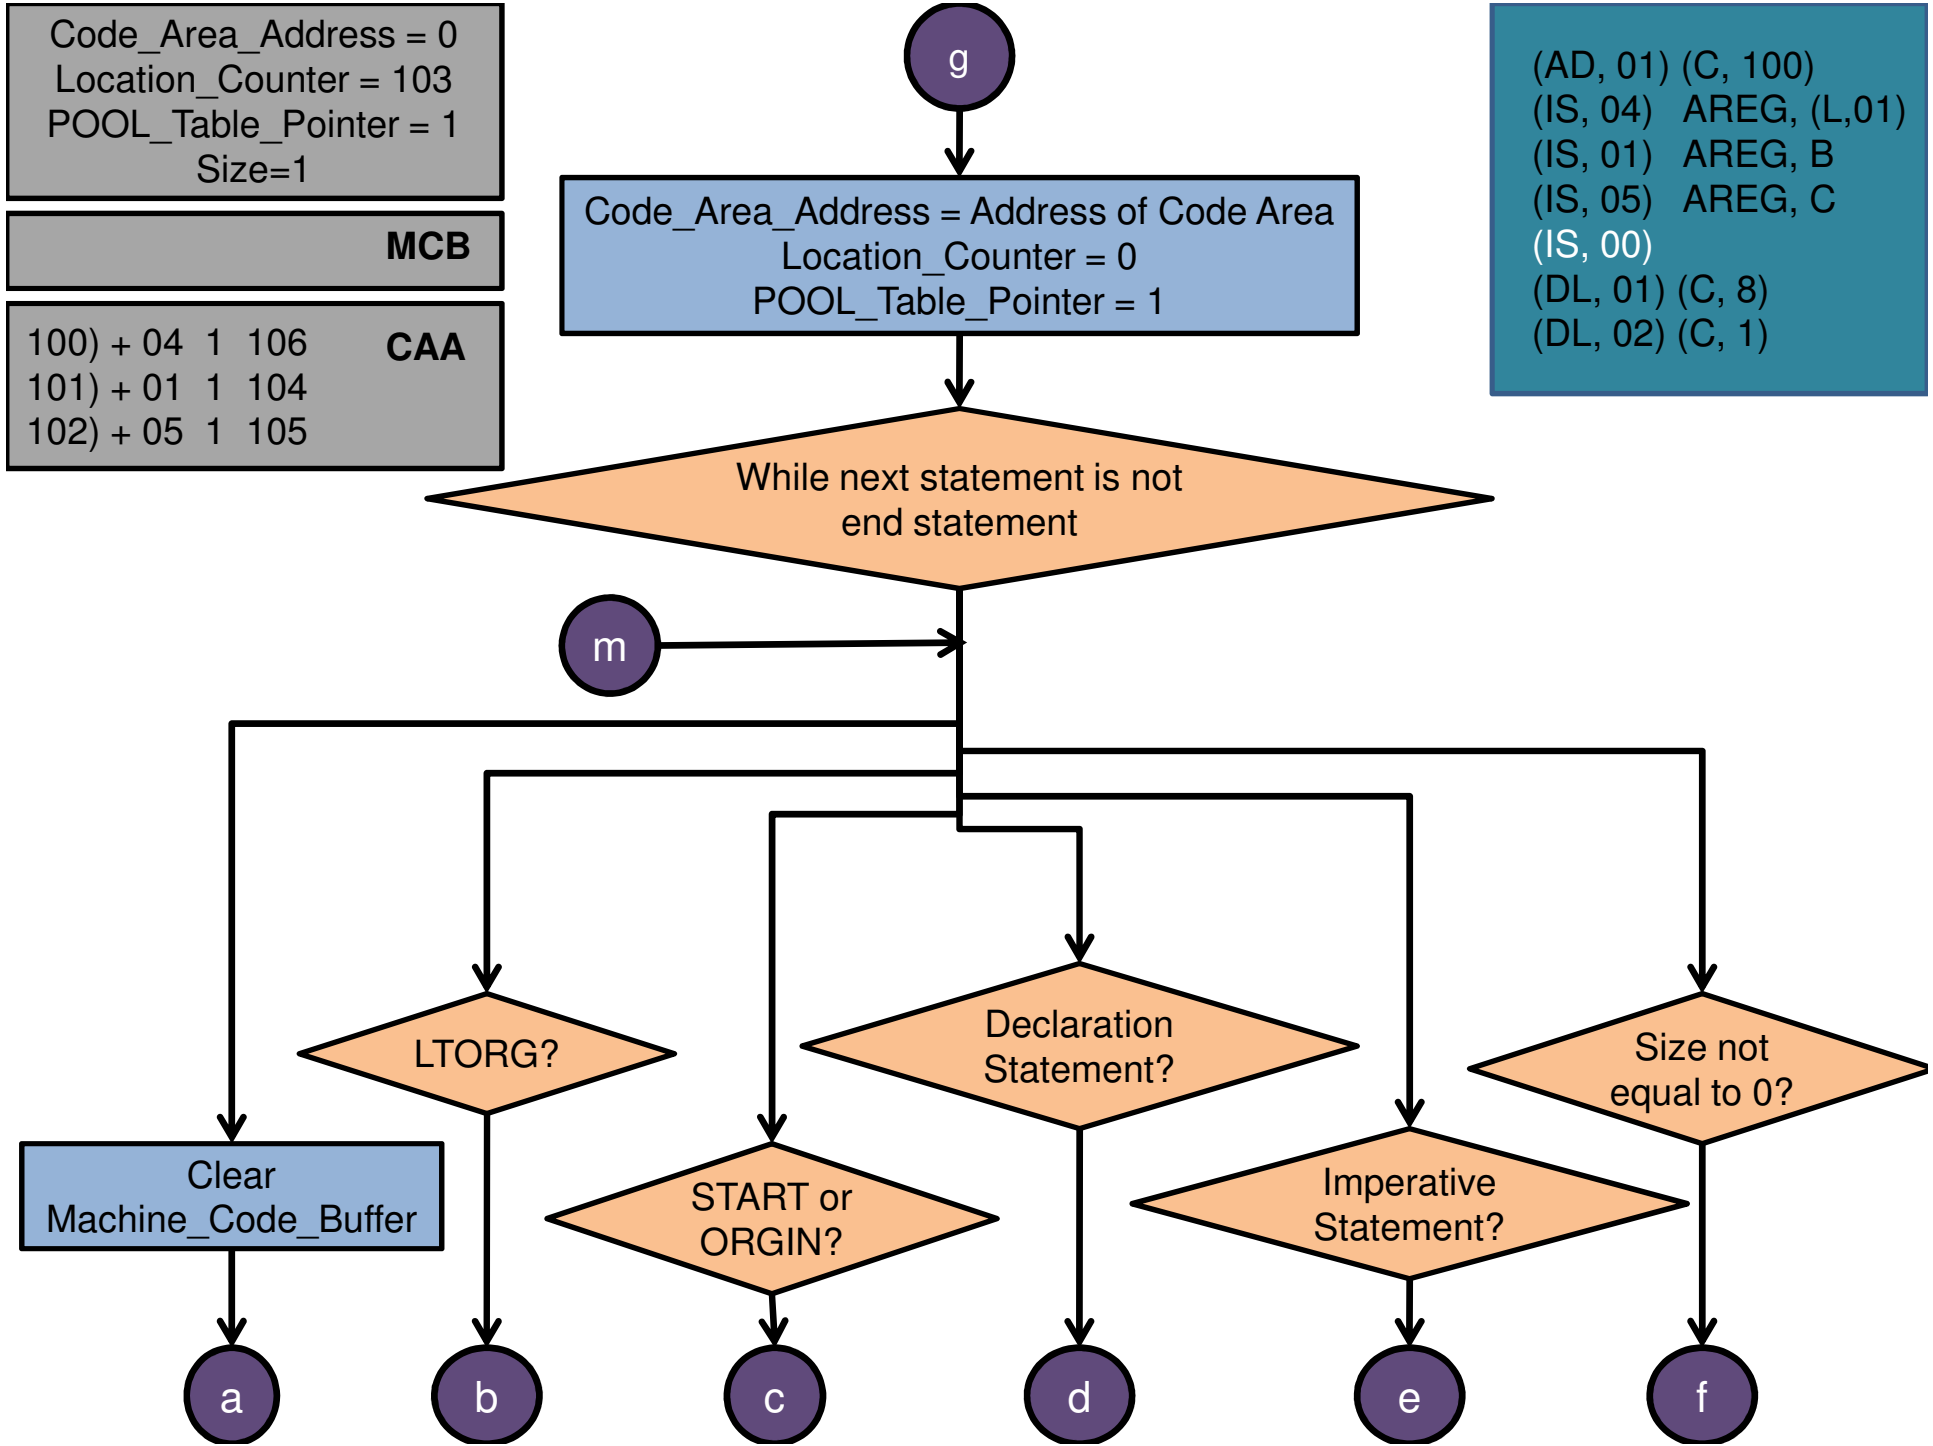 Code_Area_Address = 0
Location_Counter = 103
POOL_Table_Pointer = 1
Size=1
MCB
100) + 04 1 106
CAA
101) + 01 1 104
102) + 05 1 105
g
Code_Area_Address = Address of Code Area
Location_Counter = 0
POOL_Table_Pointer = 1
(AD, 01) (C, 100)
(IS, 04) AREG, (L,01)
(IS, 01) AREG, B
(IS, 05) AREG, C
(IS, 00)
(DL, 01) (C, 8)
(DL, 02) (C, 1)
While next statement is not
end statement
m
LTORG?
Declaration
Statement?
Size not
equal to 0?
Clear
Machine_Code_Buffer
START or
ORGIN?
Imperative
Statement?
a
b
c
d
e
f